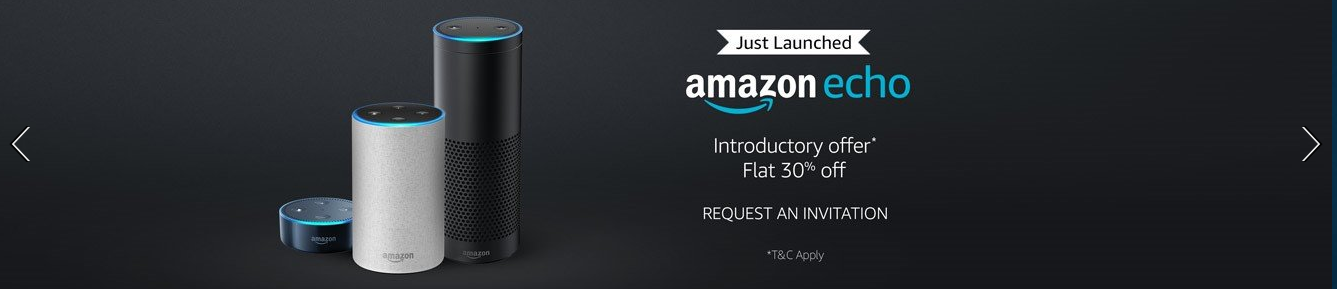 Just Launched
amazon echo
Introductory offer*
Flat 30% off
REQUEST AN INVITATION
*T&C Apply
amazon
amazon
amazon